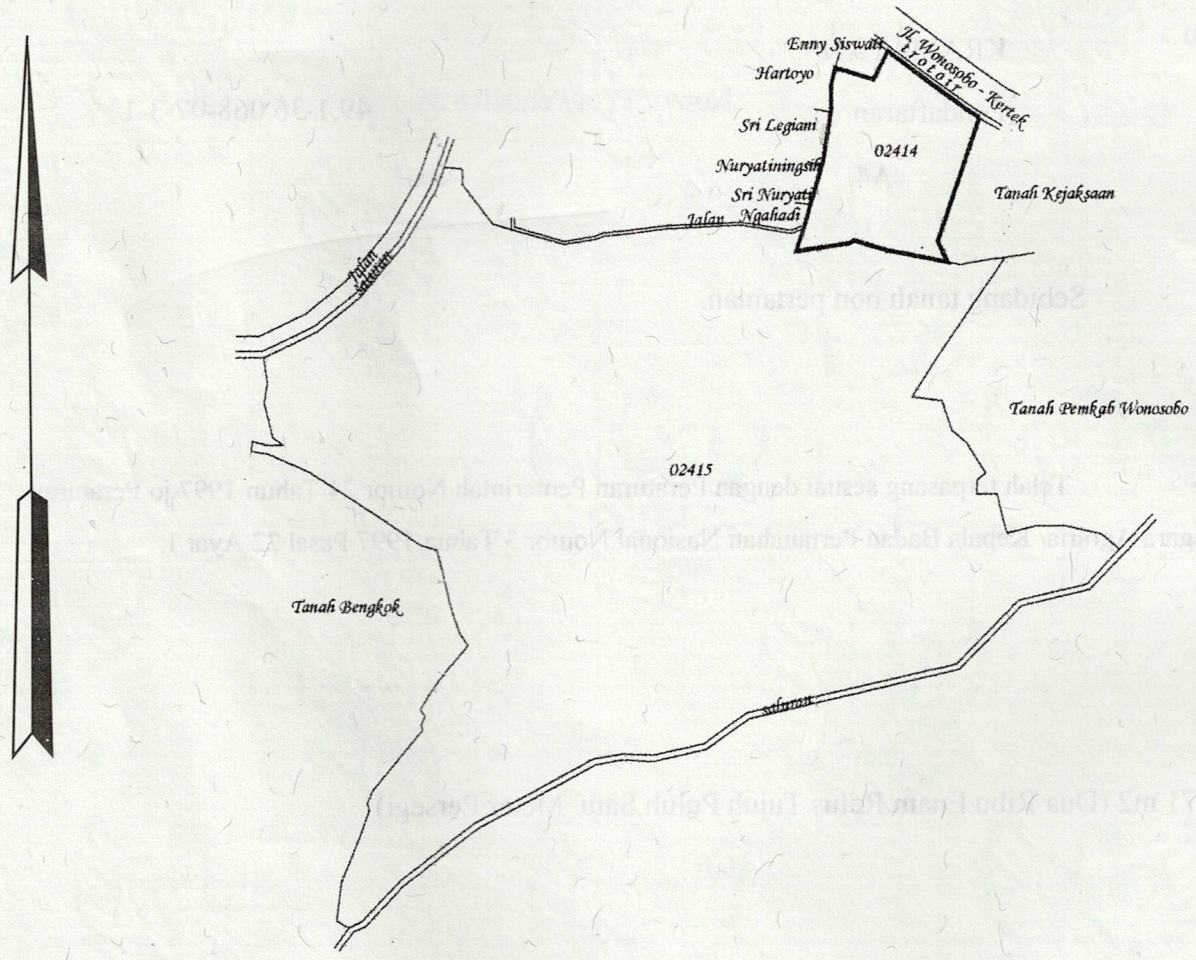 Enny Siswati
Jl. Wonosobo - Kertek
trotoir
Hartoyo
Sri Legiani
02414
Nuryatiningsih
Sri Nuryati
Tanah Kejaksaan
Jalan
Ngahadi
Jalan
saluran
Tanah Pemkab Wonosobo
02415
Tanah Bengkok
saluran
Sebidang tanah non pertanian
Telah terpasang sesuai dengan Peraturan Pemerintah Nomor 24 Tahun 1997 Jo Peraturan
Agraria/ Kepala Badan Pertanahan Nasional Nomor 3 Tahun 1997 Pasal 22 Ayat 1
71 m2 (Dua Ribu Enam Ratus Tujuh Puluh Satu Meter Persegi)